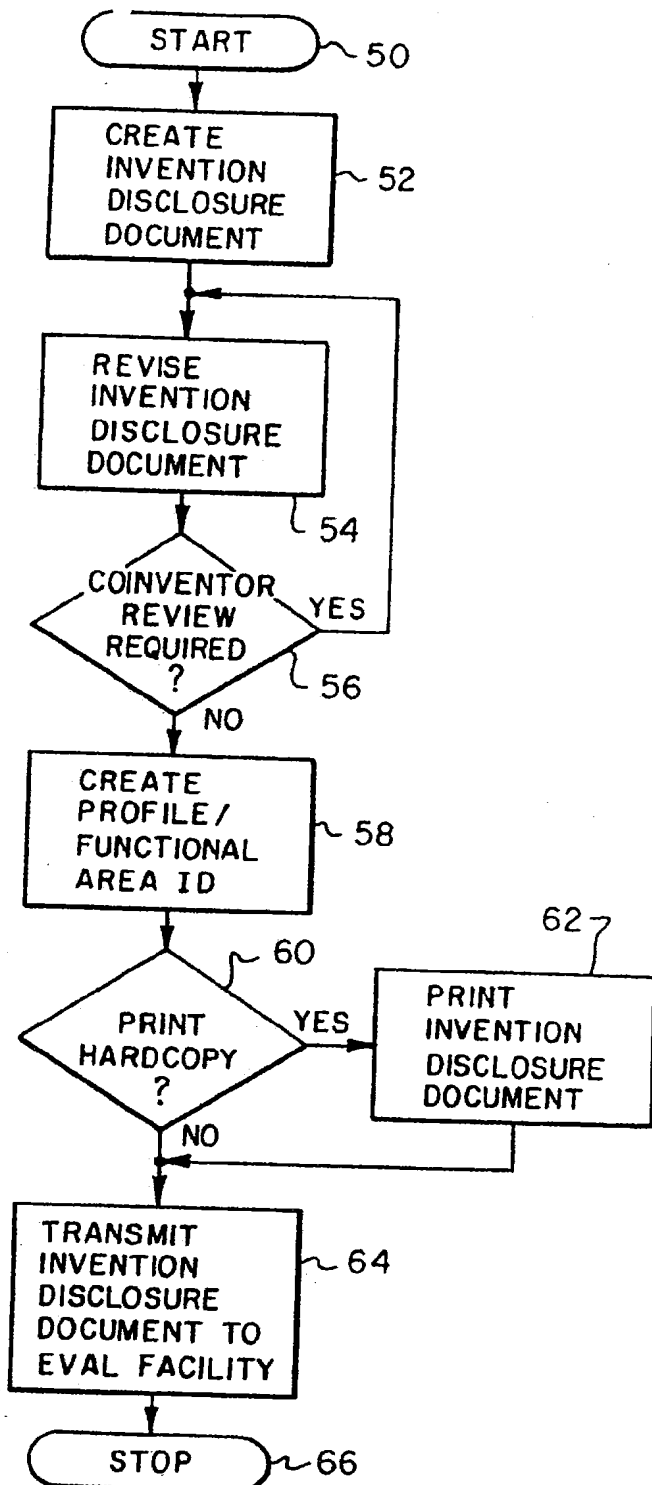 START
50
CREATE
INVENTION
DISCLOSURE
DOCUMENT
52
REVISE
INVENTION
DISCLOSURE
DOCUMENT
54
COINVENTOR
REVIEW
REQUIRED
?
YES
56
NO
CREATE
PROFILE/
FUNCTIONAL
AREA ID
58
60
PRINT
HARDCOPY
?
YES
62
PRINT
INVENTION
DISCLOSURE
DOCUMENT
NO
TRANSMIT
INVENTION
DISCLOSURE
DOCUMENT TO
EVAL FACILITY
64
STOP
66